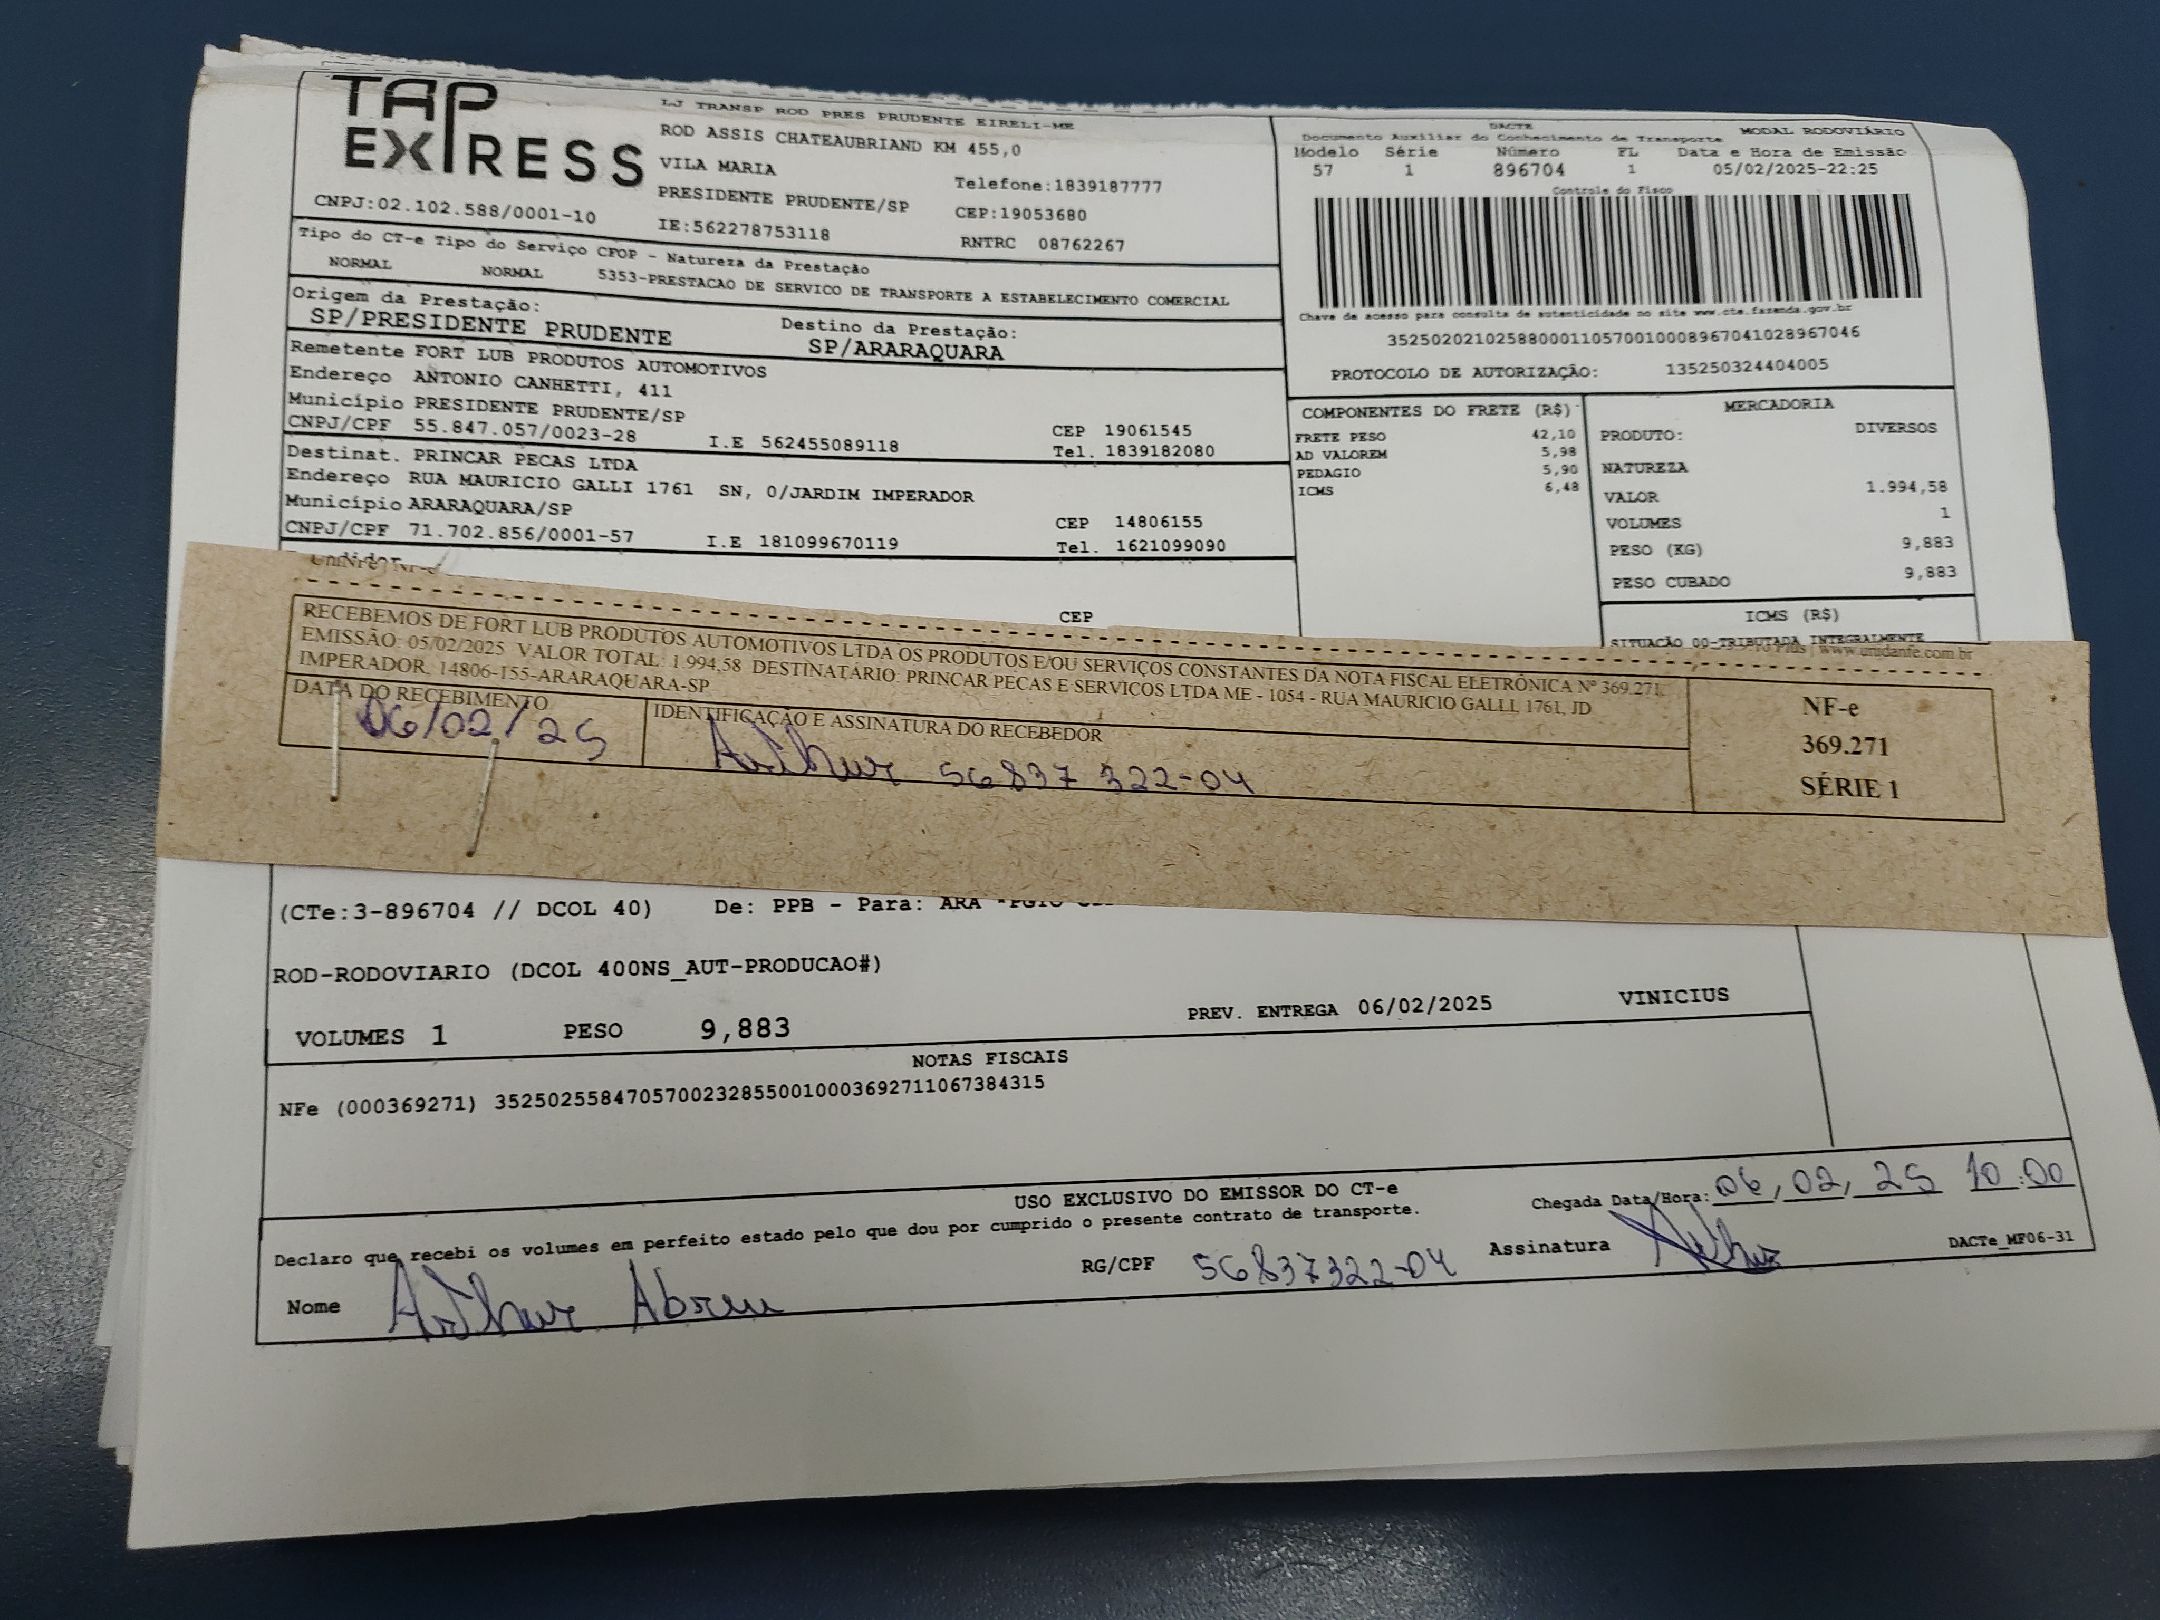 TAP
EXPRESS
CNPJ:02.102.588/0001-10
LJ TRANSP ROD PRES PRUDENTE EIRELI-ME
ROD ASSIS CHATEAUBRIAND KM 455,0
VILA MARIA
Telefone:1839187777
PRESIDENTE PRUDENTE/SP
CEP:19053680
IE:562278753118
RNTRC 08762267
DACTE
Documento Auxiliar do Conhecimento de Transporte
MODAL RODOVIÁRIO
Modelo Série Número FL Data e Hora de Emissão
57 1 896704 1 05/02/2025-22:25
Controle do Fisco
Chave de acesso para consulta de autenticidade no site www.cte.fazenda.gov.br
35250202102588000110570010008967041028967046
PROTOCOLO DE AUTORIZAÇÃO: 135250324404005
Tipo do CT-e Tipo do Serviço CFOP - Natureza da Prestação
NORMAL NORMAL 5353-PRESTACAO DE SERVICO DE TRANSPORTE A ESTABELECIMENTO COMERCIAL
Origem da Prestação:
SP/PRESIDENTE PRUDENTE
Destino da Prestação:
SP/ARARAQUARA
Remetente FORT LUB PRODUTOS AUTOMOTIVOS
Endereço ANTONIO CANHETTI, 411
Município PRESIDENTE PRUDENTE/SP
CEP 19061545
CNPJ/CPF 55.847.057/0023-28 I.E 562455089118 Tel. 1839182080
Destinat. PRINCAR PECAS LTDA
Endereço RUA MAURICIO GALLI 1761 SN, 0/JARDIM IMPERADOR
Município ARARAQUARA/SP CEP 14806155
CNPJ/CPF 71.702.856/0001-57 I.E 181099670119 Tel. 1621099090
CEP
COMPONENTES DO FRETE (R$)
FRETE PESO 42,10
AD VALOREM 5,98
PEDAGIO 5,90
ICMS 6,48
MERCADORIA
PRODUTO: DIVERSOS
NATUREZA
VALOR 1.994,58
VOLUMES 1
PESO (KG) 9,883
PESO CUBADO 9,883
ICMS (R$)
SITUAÇÃO 00-TRIBUTADA INTEGRALMENTE
www.unidanfe.com.br
RECEBEMOS DE FORT LUB PRODUTOS AUTOMOTIVOS LTDA OS PRODUTOS E/OU SERVIÇOS CONSTANTES DA NOTA FISCAL ELETRÔNICA Nº 369.271
EMISSÃO: 05/02/2025 VALOR TOTAL: 1.994,58 DESTINATÁRIO: PRINCAR PECAS E SERVICOS LTDA ME - 1054 - RUA MAURICIO GALLI, 1761, JD
IMPERADOR, 14806-155-ARARAQUARA-SP
DATA DO RECEBIMENTO
06/02/25
IDENTIFICAÇÃO E ASSINATURA DO RECEBEDOR
Arthur 56837 322-04
NF-e
369.271
SÉRIE 1
(CTe:3-896704 // DCOL 40) De: PPB - Para: ARA
ROD-RODOVIARIO (DCOL 400NS_AUT-PRODUCAO#)
VOLUMES 1 PESO 9,883 PREV. ENTREGA 06/02/2025 VINICIUS
NOTAS FISCAIS
NFe (000369271) 35250255847057002328550010003692711067384315
USO EXCLUSIVO DO EMISSOR DO CT-e
Chegada Data/Hora: 06, 02, 25 10:00
Declaro que recebi os volumes em perfeito estado pelo que dou por cumprido o presente contrato de transporte.
Nome Arthur Abreu RG/CPF 56837322-04 Assinatura Arthur
DACTe_MF06-31